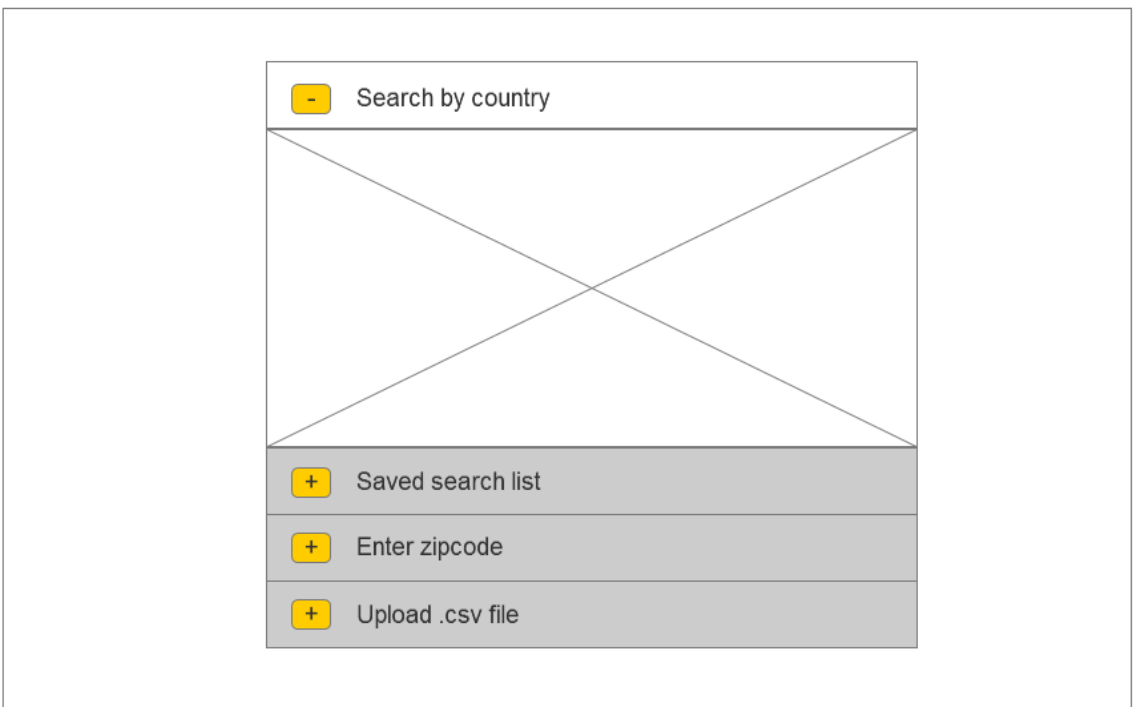 - Search by country
+ Saved search list
+ Enter zipcode
+ Upload .csv file